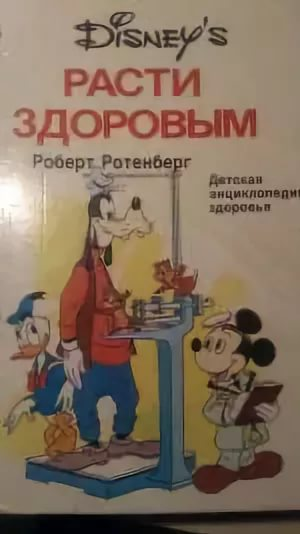 Disney's
РАСТИ
ЗДОРОВЫМ
Роберт Ротенберг
Детская
энциклопедия
здоровья